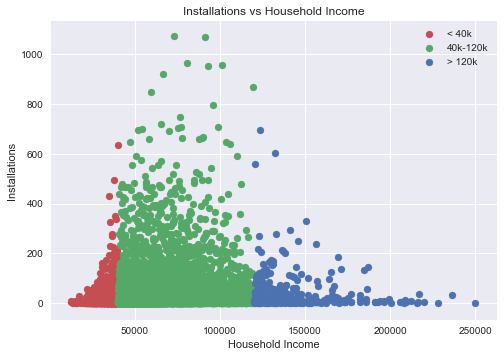 Installations vs Household Income
< 40k
40k-120k
> 120k
1000
800
600
400
200
0
Installations
50000 100000 150000 200000 250000
Household Income